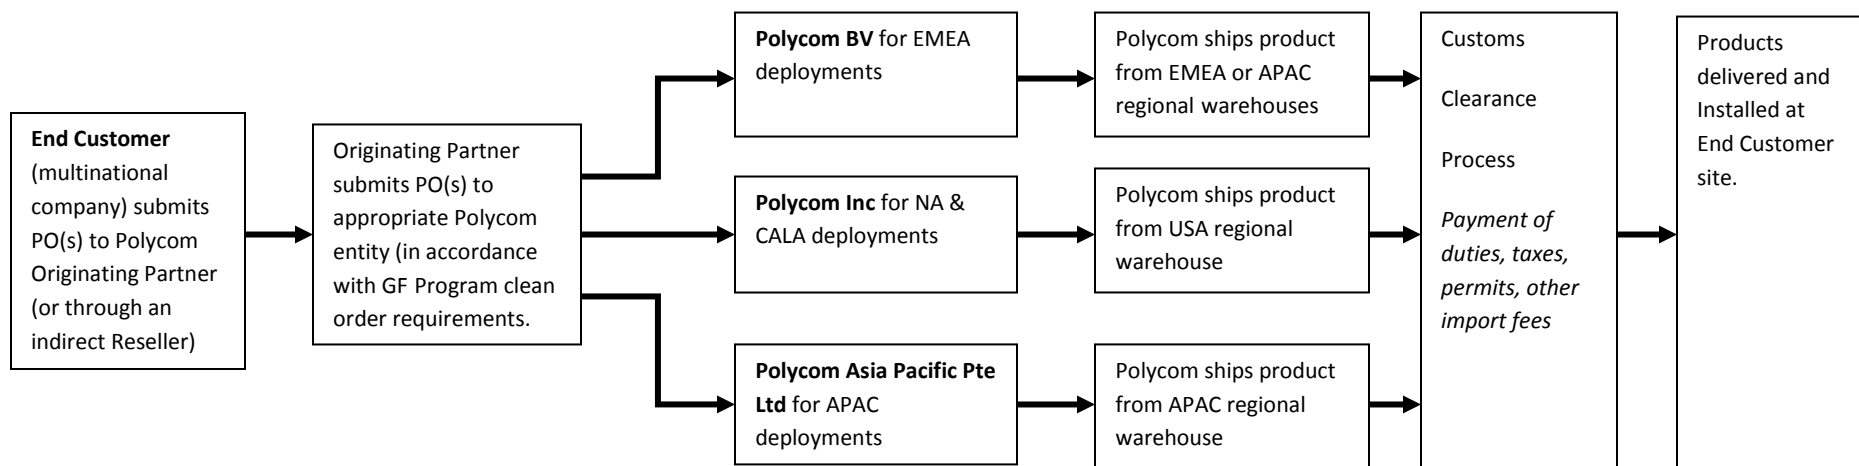 End Customer
(multinational
company) submits
PO(s) to Polycom
Originating Partner
(or through an
indirect Reseller)
Originating Partner
submits PO(s) to
appropriate Polycom
entity (in accordance
with GF Program clean
order requirements.
Polycom BV for EMEA
deployments
Polycom ships product
from EMEA or APAC
regional warehouses
Polycom Inc for NA &
CALA deployments
Polycom ships product
from USA regional
warehouse
Polycom Asia Pacific Pte
Ltd for APAC
deployments
Polycom ships product
from APAC regional
warehouse
Customs
Clearance
Process
Payment of
duties, taxes,
permits, other
import fees
Products
delivered and
Installed at
End Customer
site.